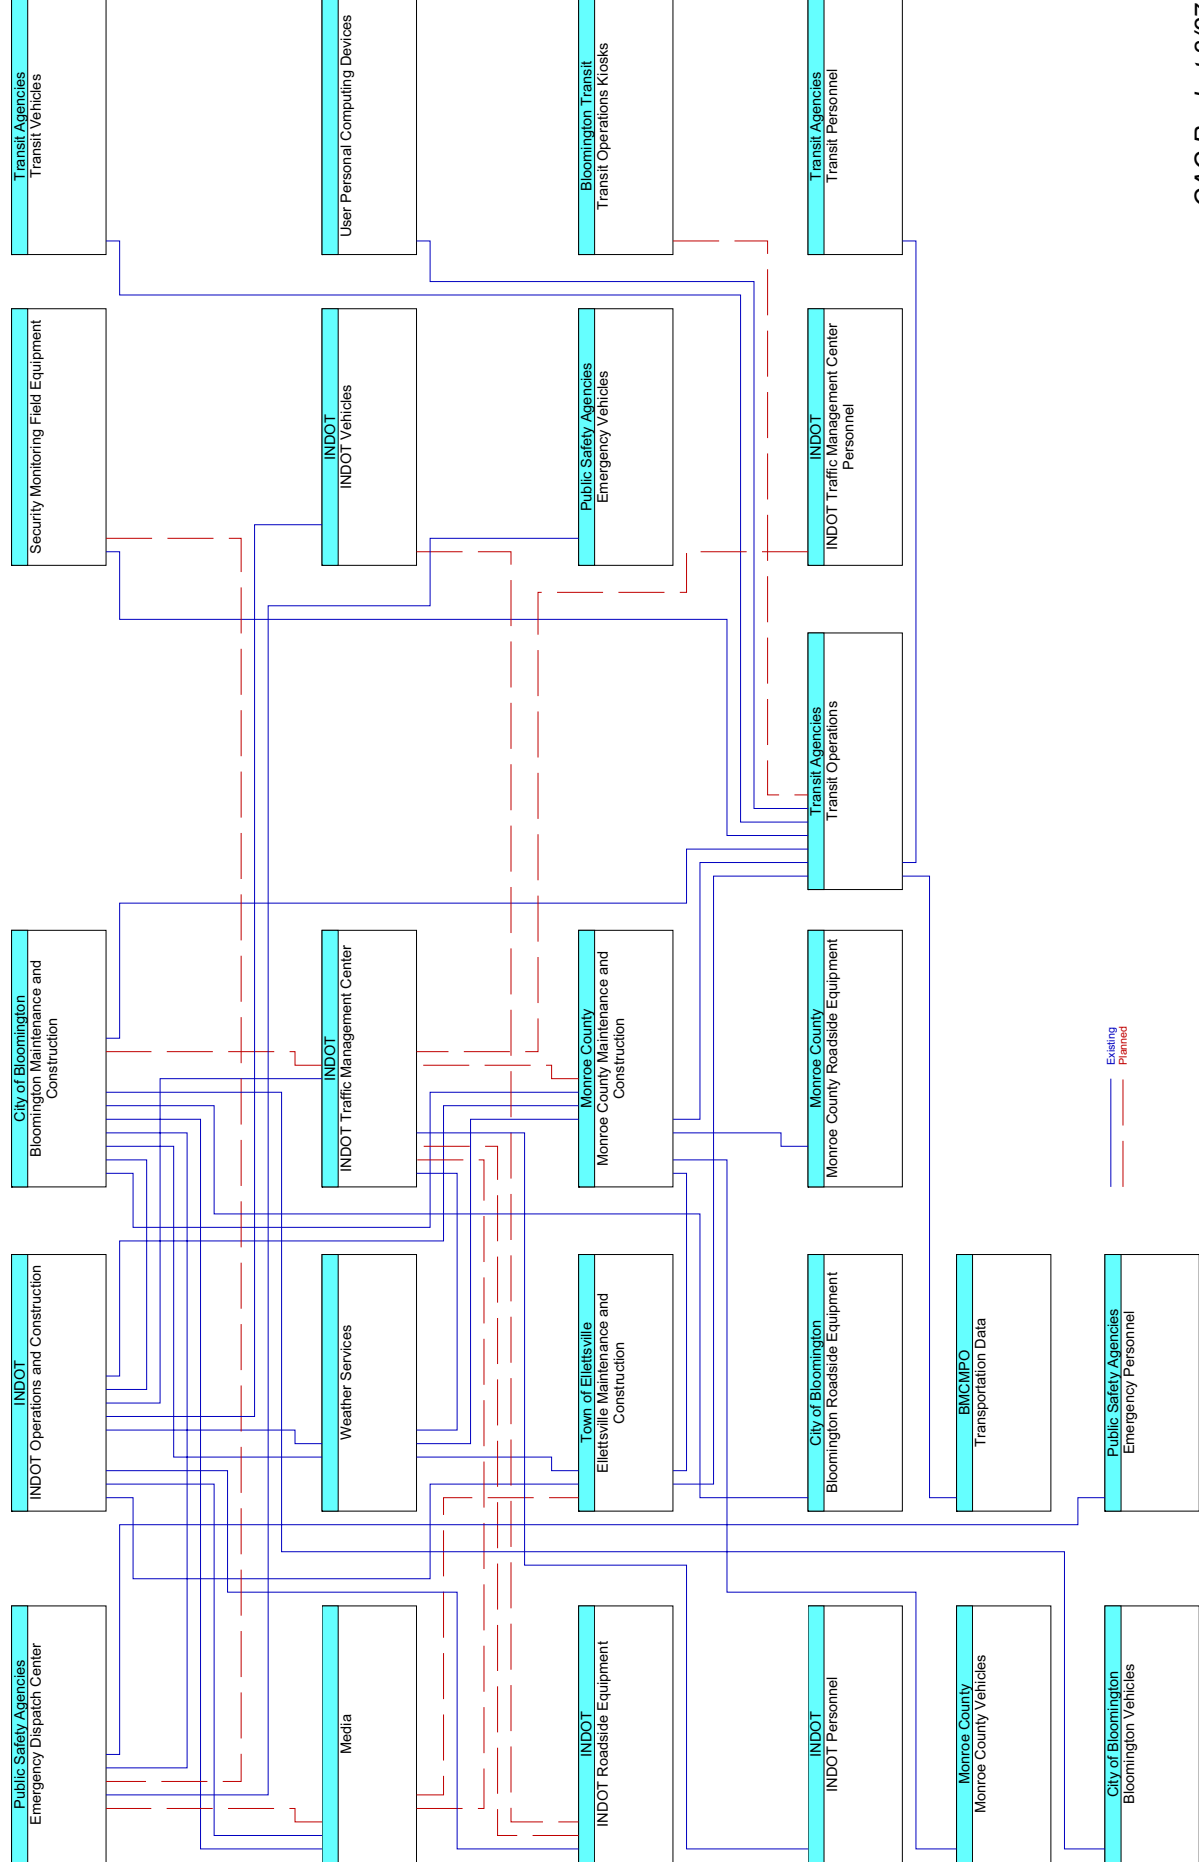 Public Safety Agencies
Emergency Dispatch Center
INDOT
INDOT Operations and Construction
City of Bloomington
Bloomington Maintenance and
Construction
Security Monitoring Field Equipment
Transit Agencies
Transit Vehicles
Media
Weather Services
INDOT
INDOT Traffic Management Center
INDOT
INDOT Vehicles
User Personal Computing Devices
INDOT
INDOT Roadside Equipment
Town of Ellettsville
Ellettsville Maintenance and
Construction
Monroe County
Monroe County Maintenance and
Construction
Public Safety Agencies
Emergency Vehicles
Bloomington Transit
Transit Operations Kiosks
INDOT
INDOT Personnel
City of Bloomington
Bloomington Roadside Equipment
Monroe County
Monroe County Roadside Equipment
Transit Agencies
Transit Operations
INDOT
INDOT Traffic Management Center
Personnel
Transit Agencies
Transit Personnel
Monroe County
Monroe County Vehicles
BMCMPO
Transportation Data
City of Bloomington
Bloomington Vehicles
Public Safety Agencies
Emergency Personnel
Existing
Planned